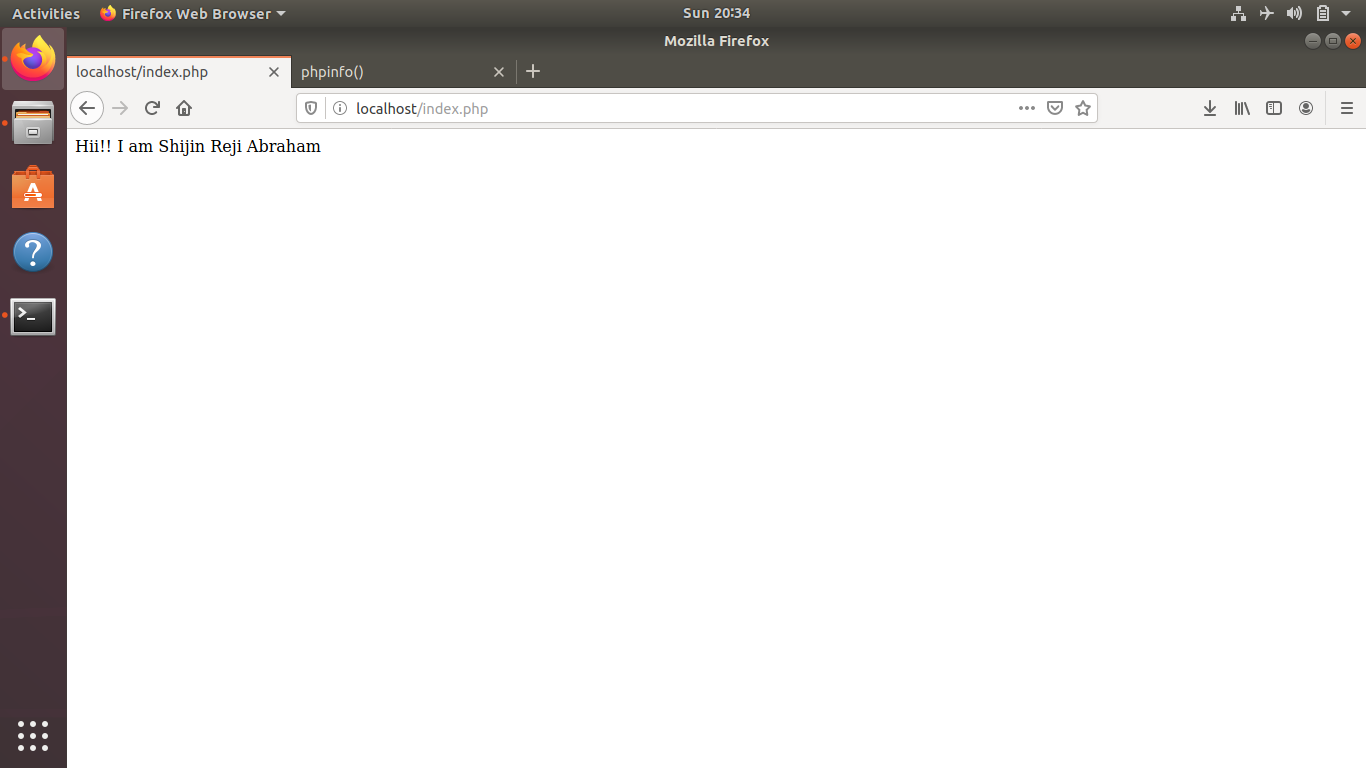 Activities Firefox Web Browser Sun 20:34
Mozilla Firefox
localhost/index.php phpinfo()
localhost/index.php
Hii!! I am Shijin Reji Abraham